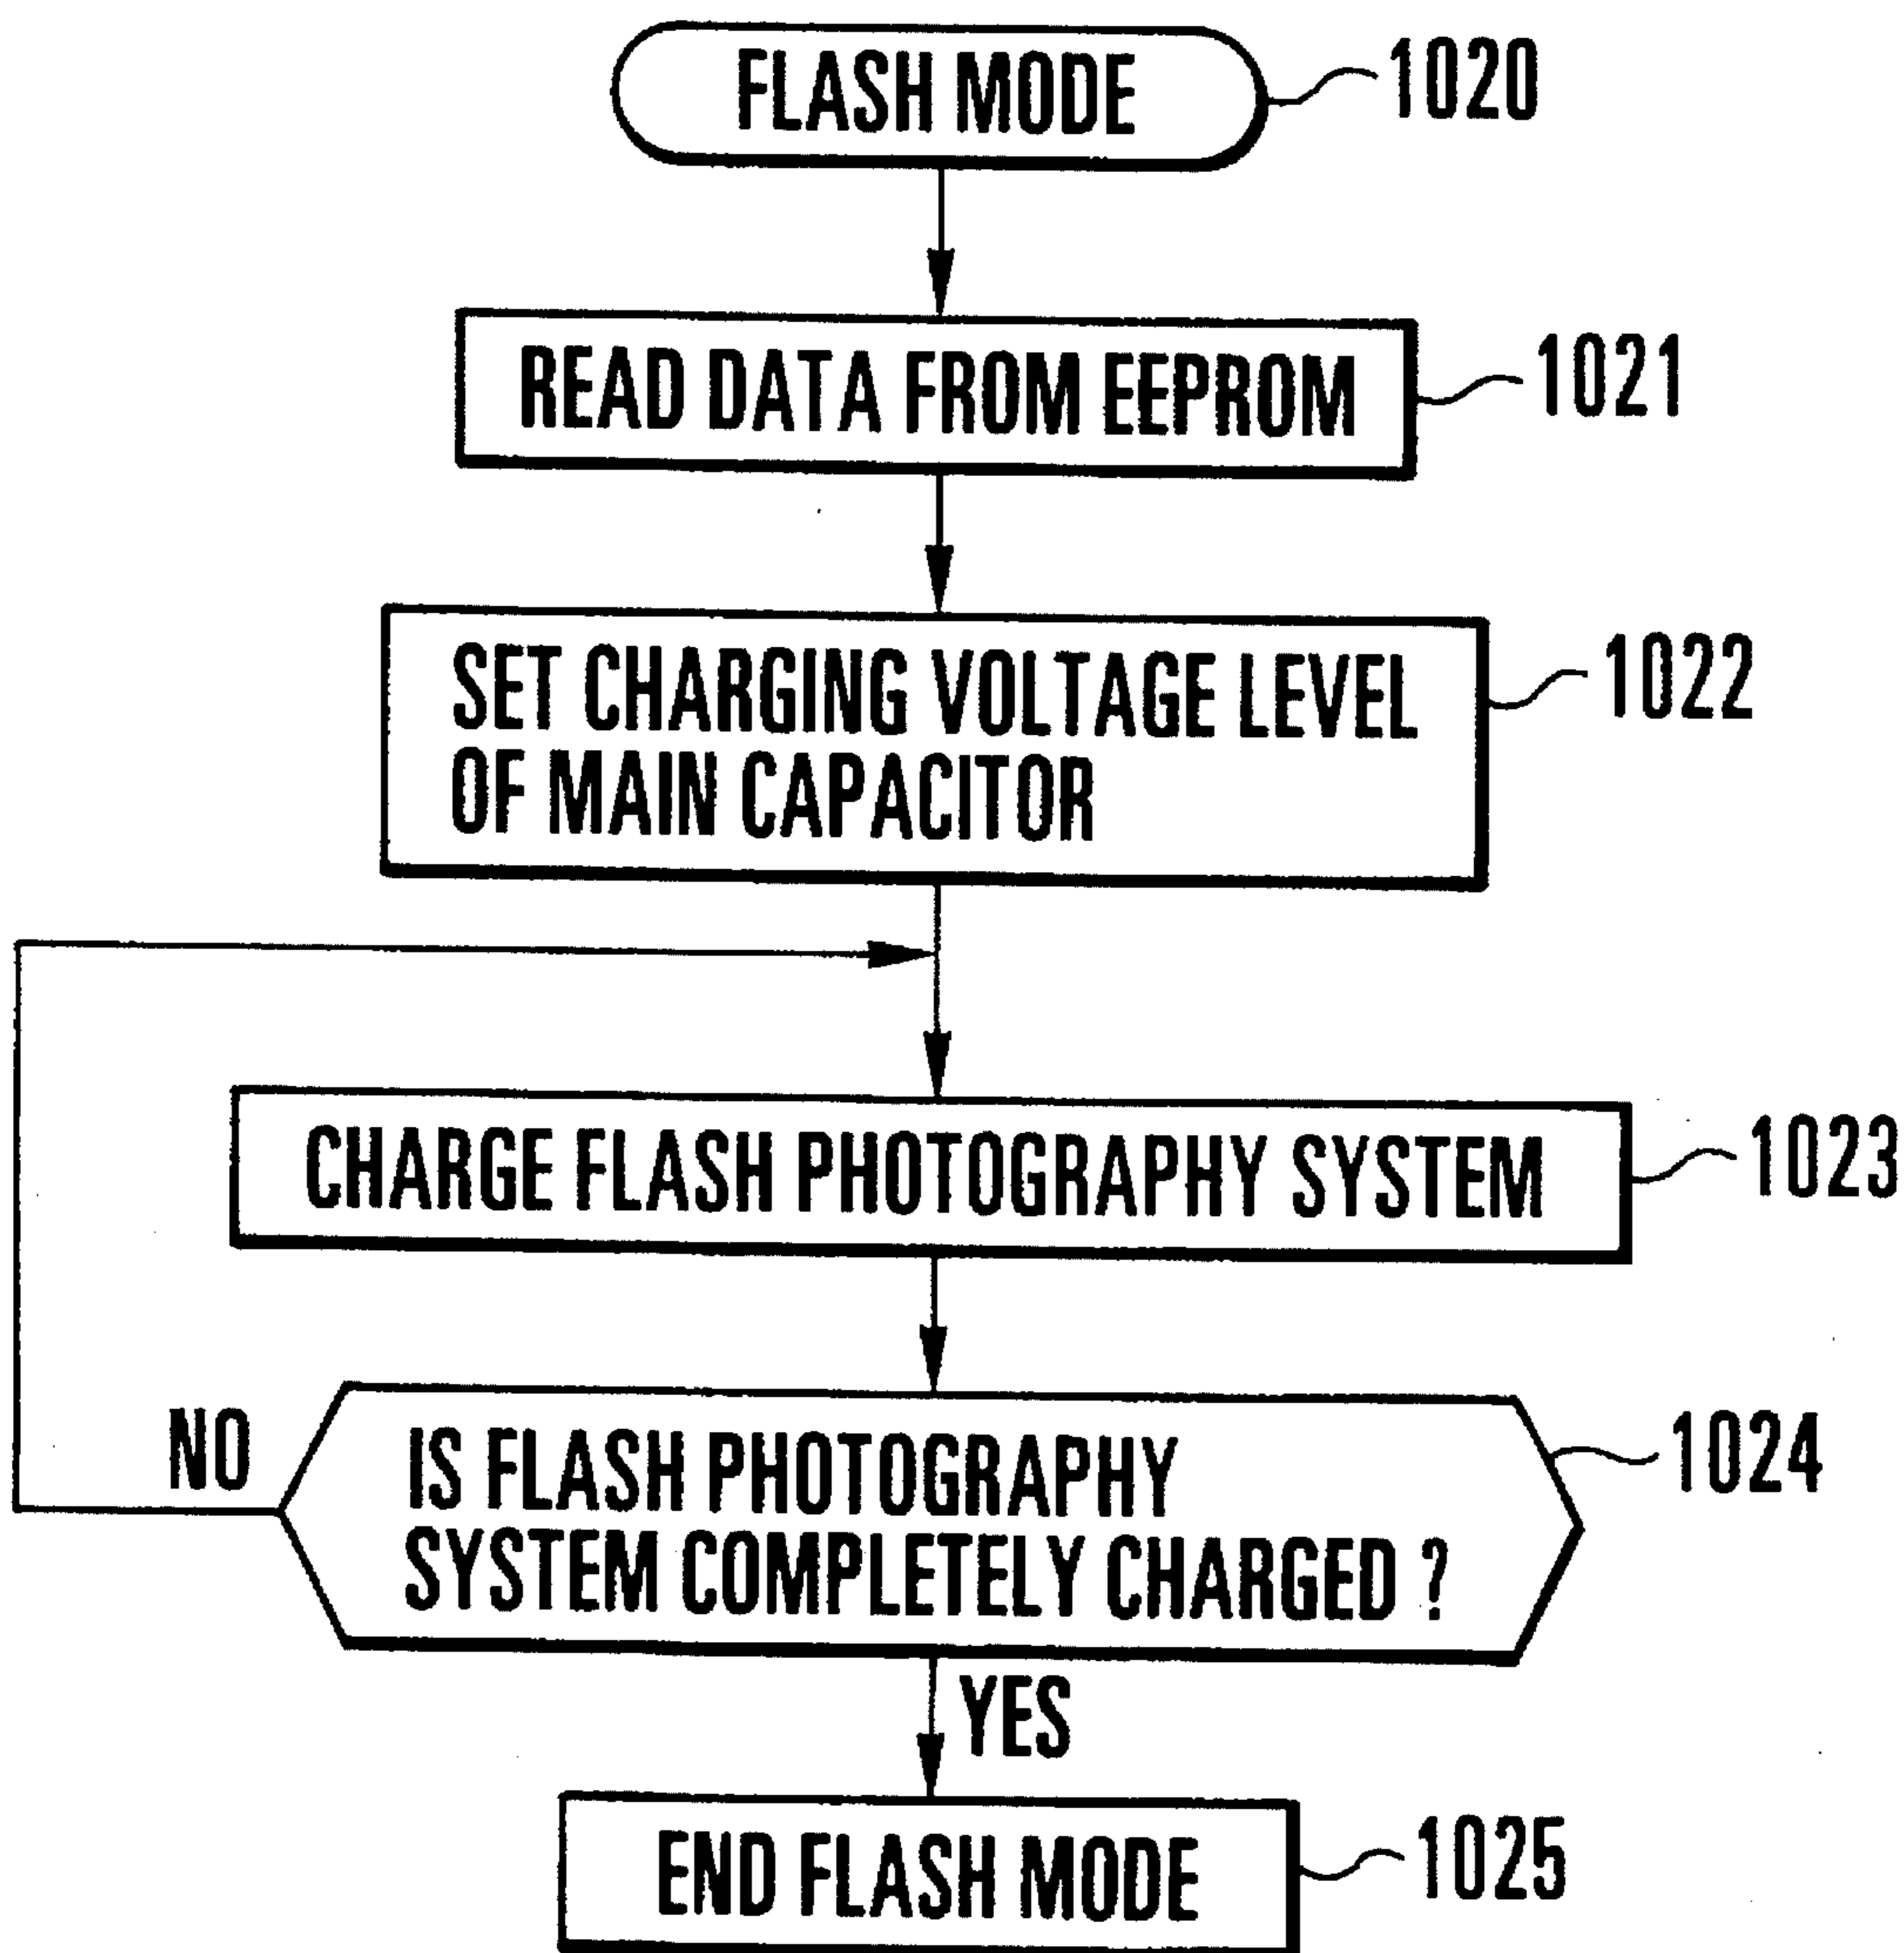 FLASH MODE
1020
READ DATA FROM EEPROM
1021
SET CHARGING VOLTAGE LEVEL
OF MAIN CAPACITOR
1022
CHARGE FLASH PHOTOGRAPHY SYSTEM
1023
NO
IS FLASH PHOTOGRAPHY
SYSTEM COMPLETELY CHARGED ?
1024
YES
END FLASH MODE
1025